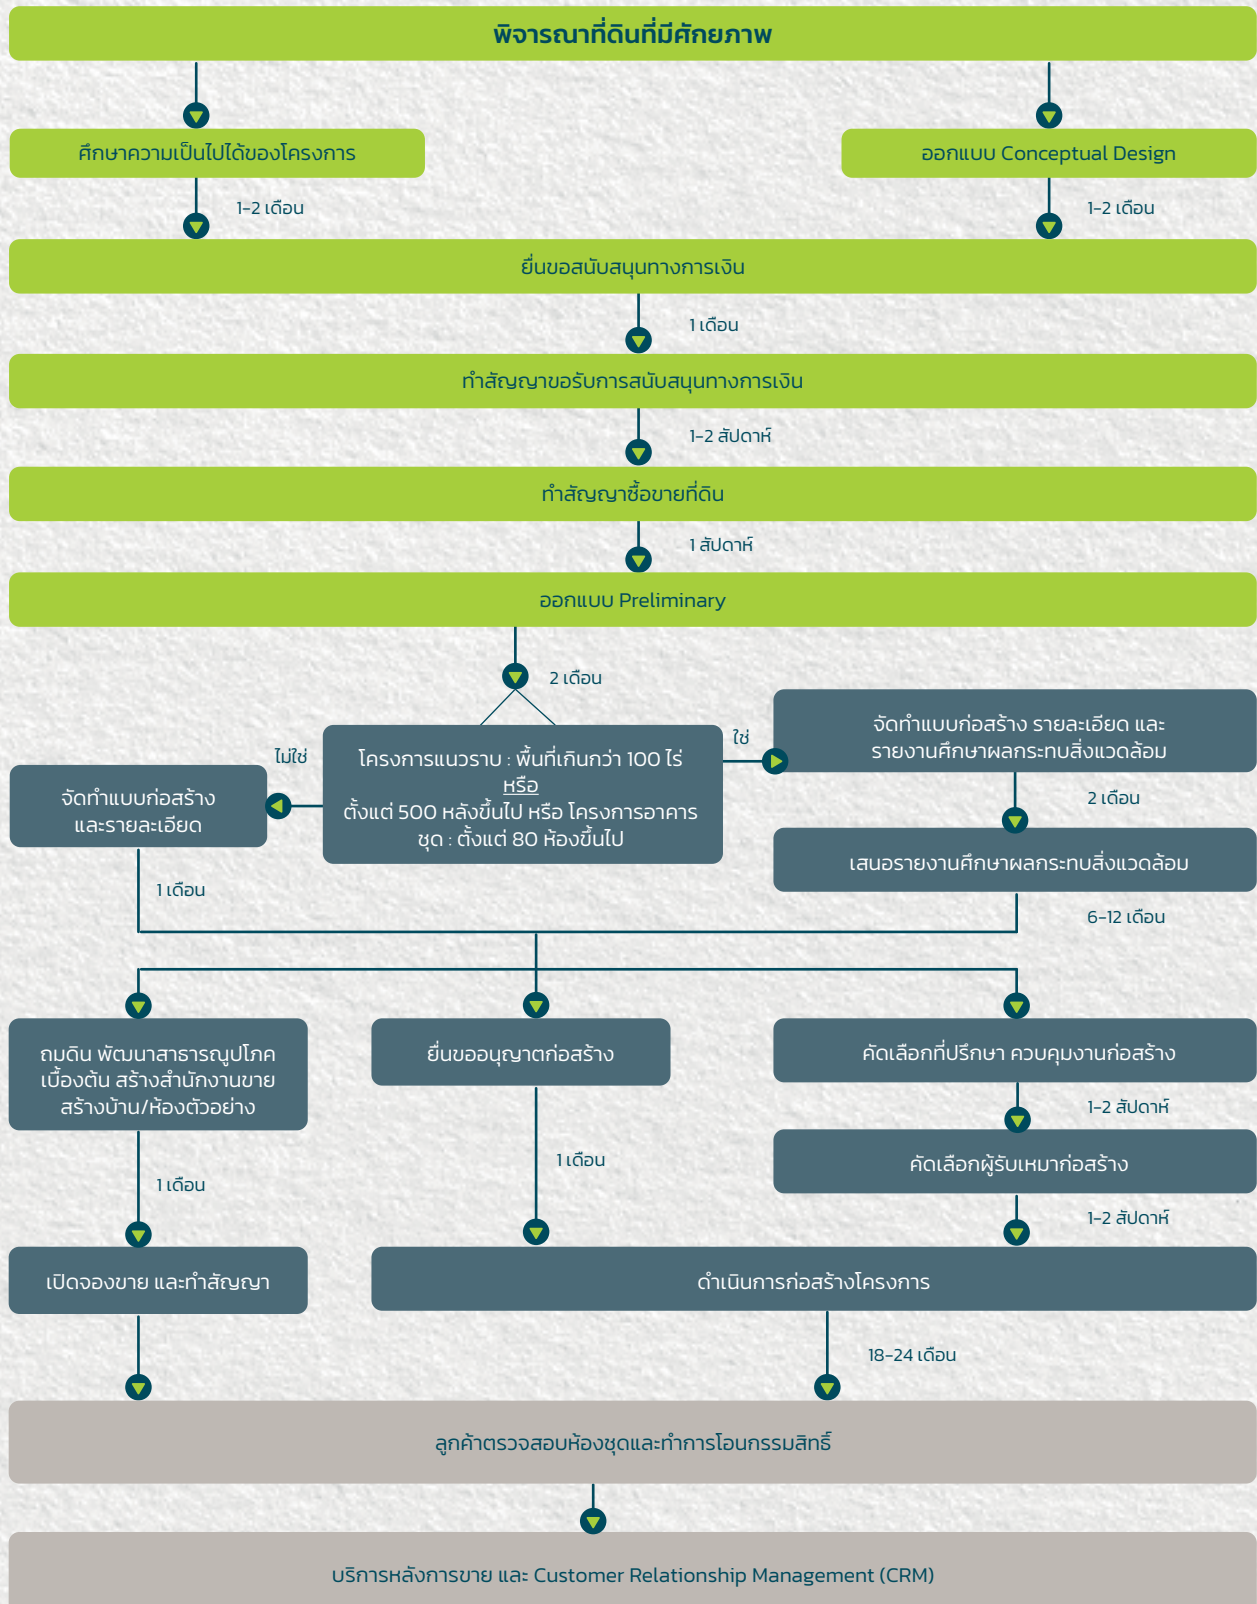 พิจารณาที่ดินที่มีศักยภาพ
ศึกษาความเป็นไปได้ของโครงการ
ออกแบบ Conceptual Design
1-2 เดือน
1-2 เดือน
ยื่นขอสนับสนุนทางการเงิน
1 เดือน
ทำสัญญาขอรับการสนับสนุนทางการเงิน
1-2 สัปดาห์
ทำสัญญาซื้อขายที่ดิน
1 สัปดาห์
ออกแบบ Preliminary
2 เดือน
ไม่ใช่
โครงการแนวราบ : พื้นที่เกินกว่า 100 ไร่
หรือ
ตั้งแต่ 500 หลังขึ้นไป หรือ โครงการอาคาร
ชุด : ตั้งแต่ 80 ห้องขึ้นไป
ใช่
จัดทำแบบก่อสร้าง รายละเอียด และ
รายงานศึกษาผลกระทบสิ่งแวดล้อม
จัดทำแบบก่อสร้าง
และรายละเอียด
2 เดือน
เสนอรายงานศึกษาผลกระทบสิ่งแวดล้อม
1 เดือน
6-12 เดือน
ถมดิน พัฒนาสาธารณูปโภค
เบื้องต้น สร้างสำนักงานขาย
สร้างบ้าน/ห้องตัวอย่าง
ยื่นขออนุญาตก่อสร้าง
คัดเลือกที่ปรึกษา ควบคุมงานก่อสร้าง
1-2 สัปดาห์
คัดเลือกผู้รับเหมาก่อสร้าง
1 เดือน
1 เดือน
1-2 สัปดาห์
เปิดจองขาย และทำสัญญา
ดำเนินการก่อสร้างโครงการ
18-24 เดือน
ลูกค้าตรวจสอบห้องชุดและทำการโอนกรรมสิทธิ์
บริการหลังการขาย และ Customer Relationship Management (CRM)